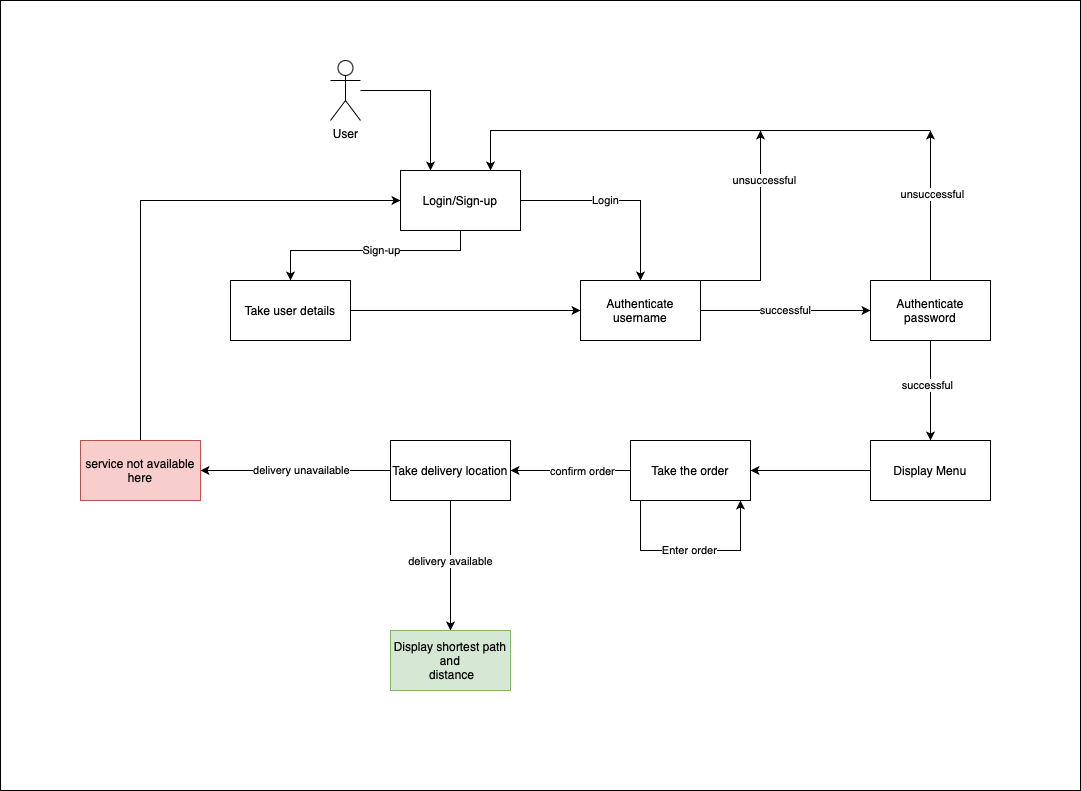 User
unsuccessful
unsuccessful
Login/Sign-up
Login
Sign-up
Take user details
Authenticate
username
successful
Authenticate
password
successful
service not available
here
delivery unavailable
Take delivery location
confirm order
Take the order
Display Menu
Enter order
delivery available
Display shortest path
and
distance